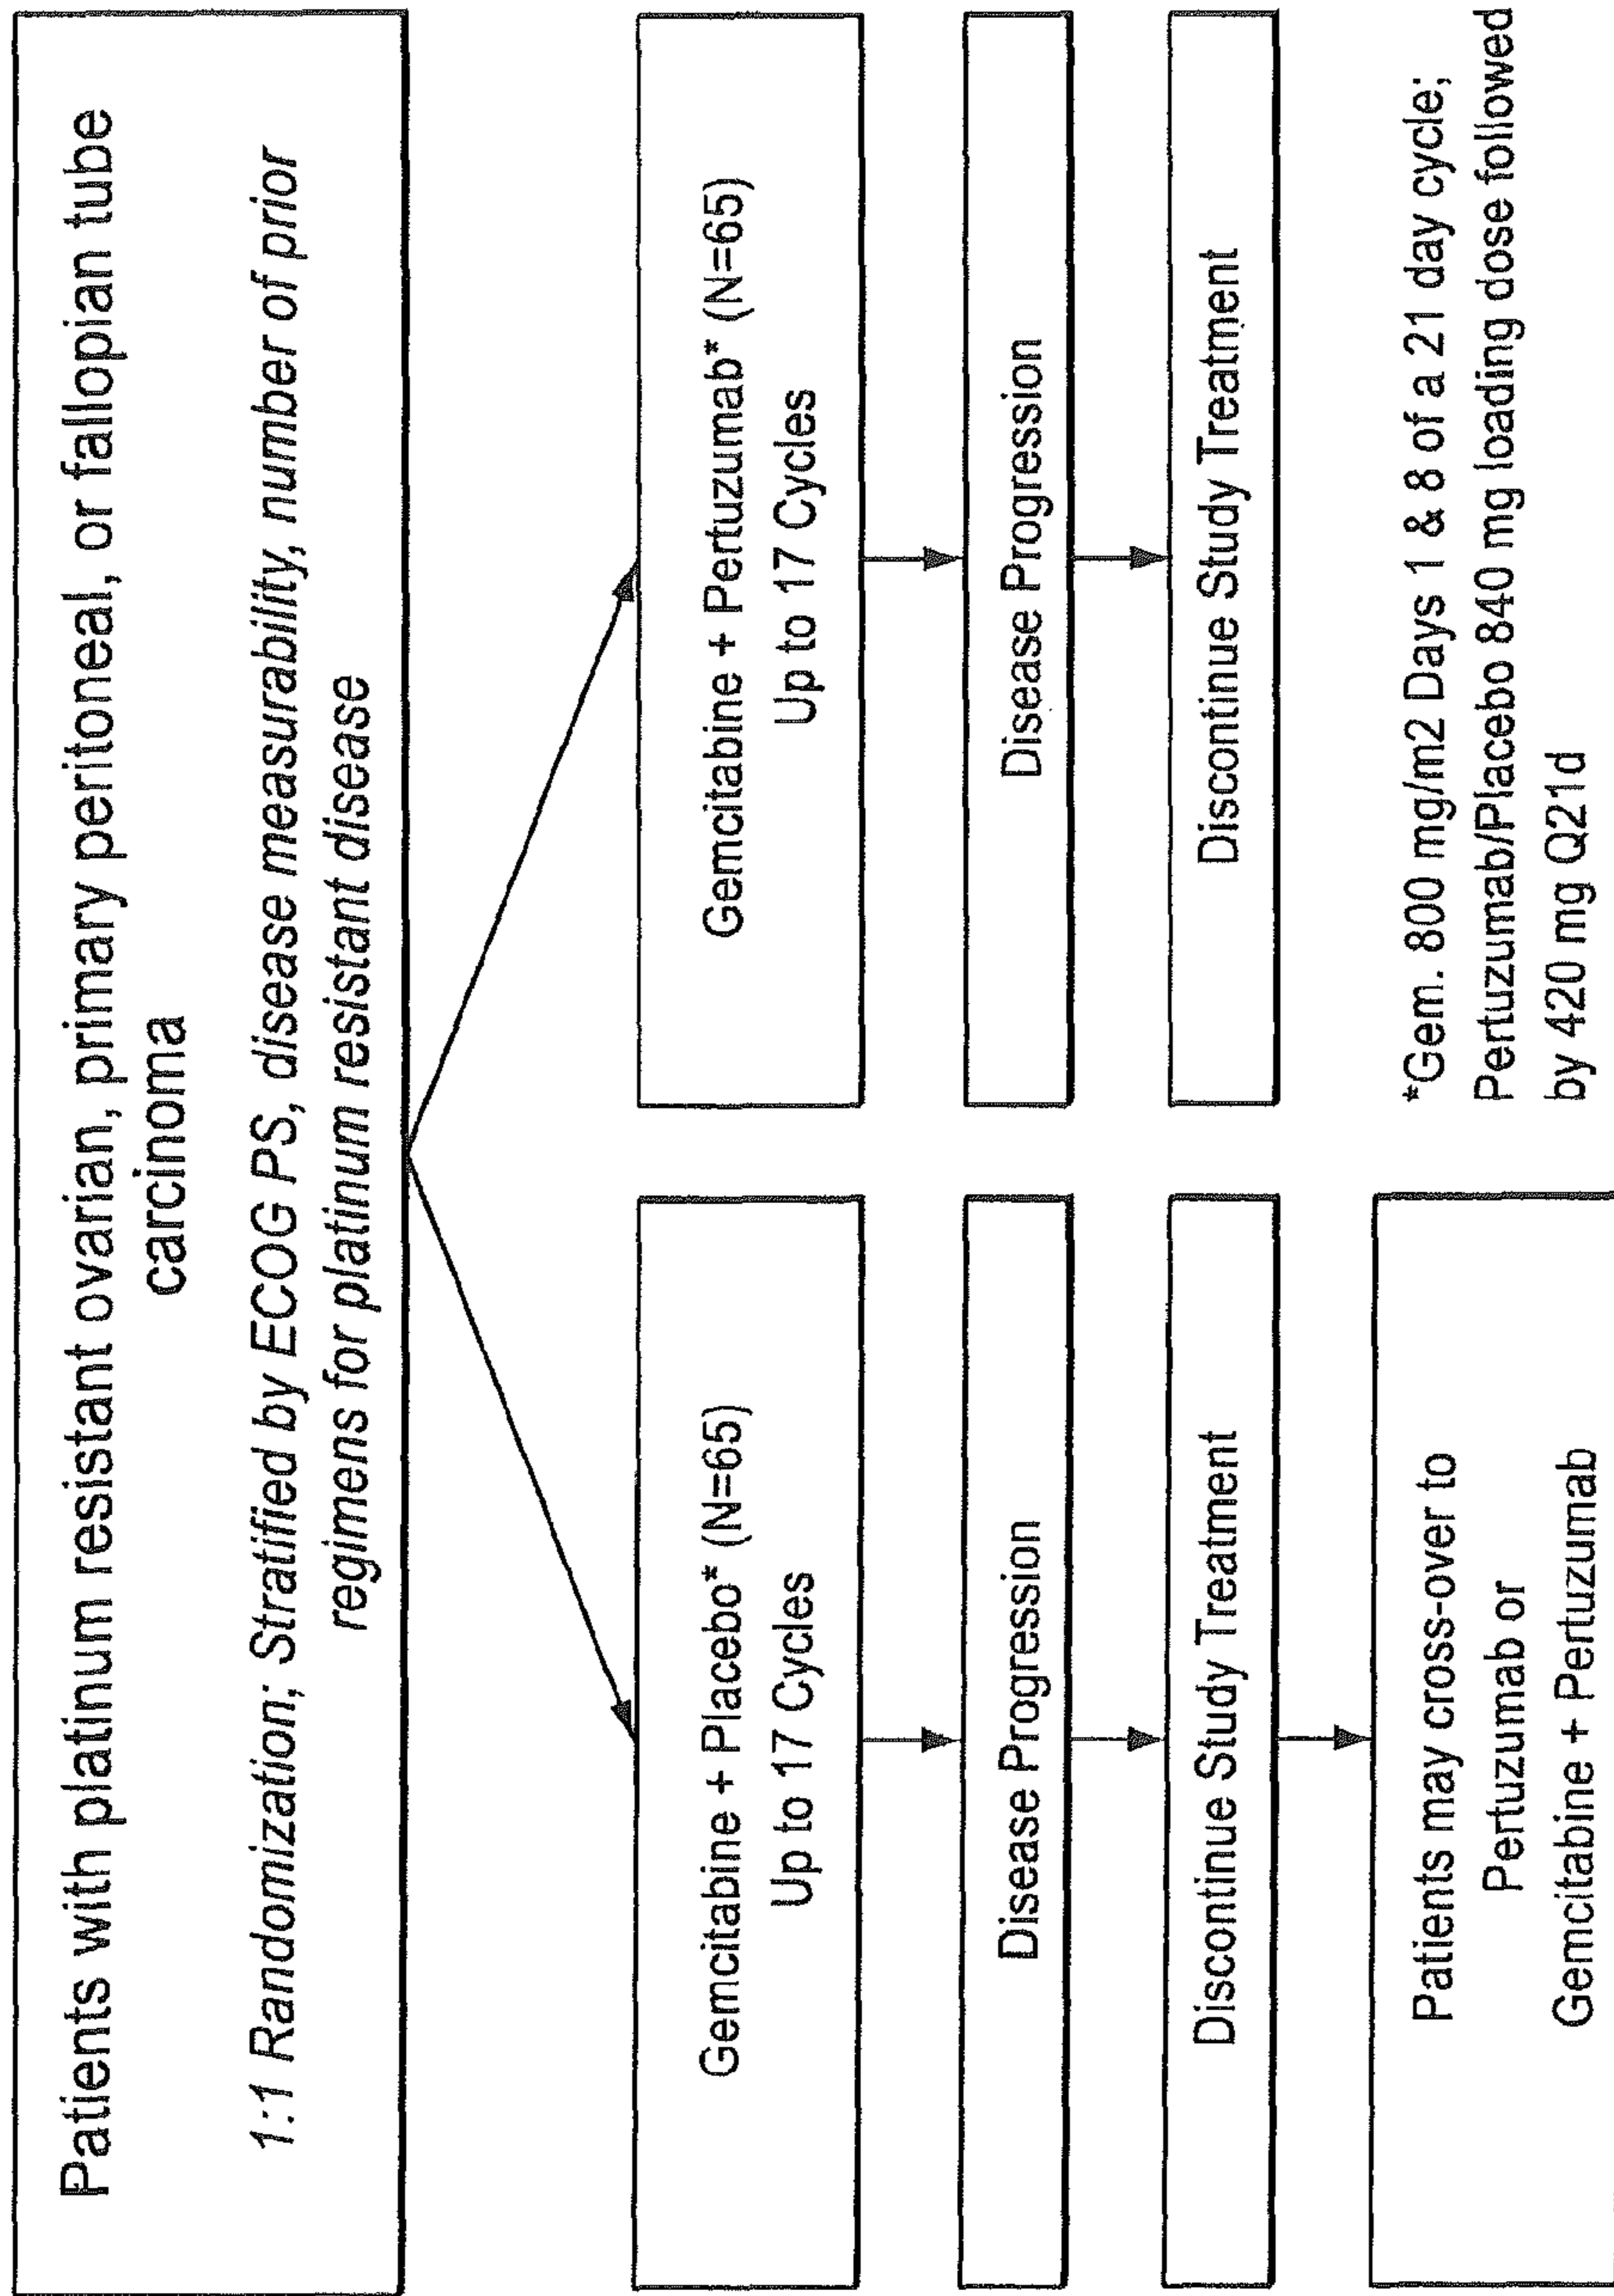 Patients with platinum resistant ovarian, primary peritoneal, or fallopian tube
carcinoma
1:1 Randomization; Stratified by ECOG PS, disease measurability, number of prior
regimens for platinum resistant disease
Gemcitabine + Placebo* (N=65)
Up to 17 Cycles
Disease Progression
Discontinue Study Treatment
Patients may cross-over to
Pertuzumab or
Gemcitabine + Pertuzumab
Gemcitabine + Pertuzumab* (N=65)
Up to 17 Cycles
Disease Progression
Discontinue Study Treatment
*Gem. 800 mg/m2 Days 1 & 8 of a 21 day cycle;
Pertuzumab/Placebo 840 mg loading dose followed
by 420 mg Q21d